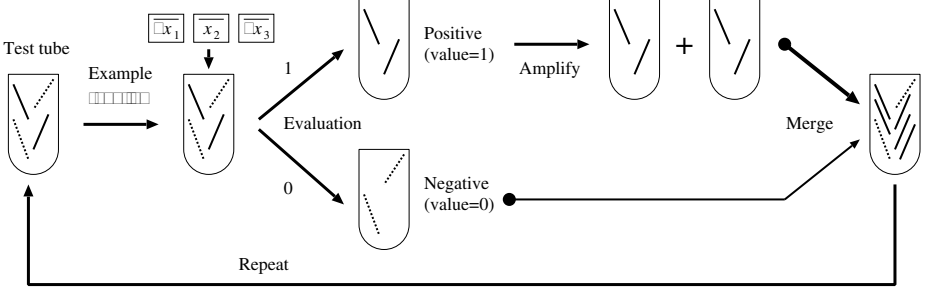 Test tube
Example
x₁ x₂ x₃
1
Evaluation
0
Positive
(value=1)
Amplify
+
Negative
(value=0)
Merge
Repeat